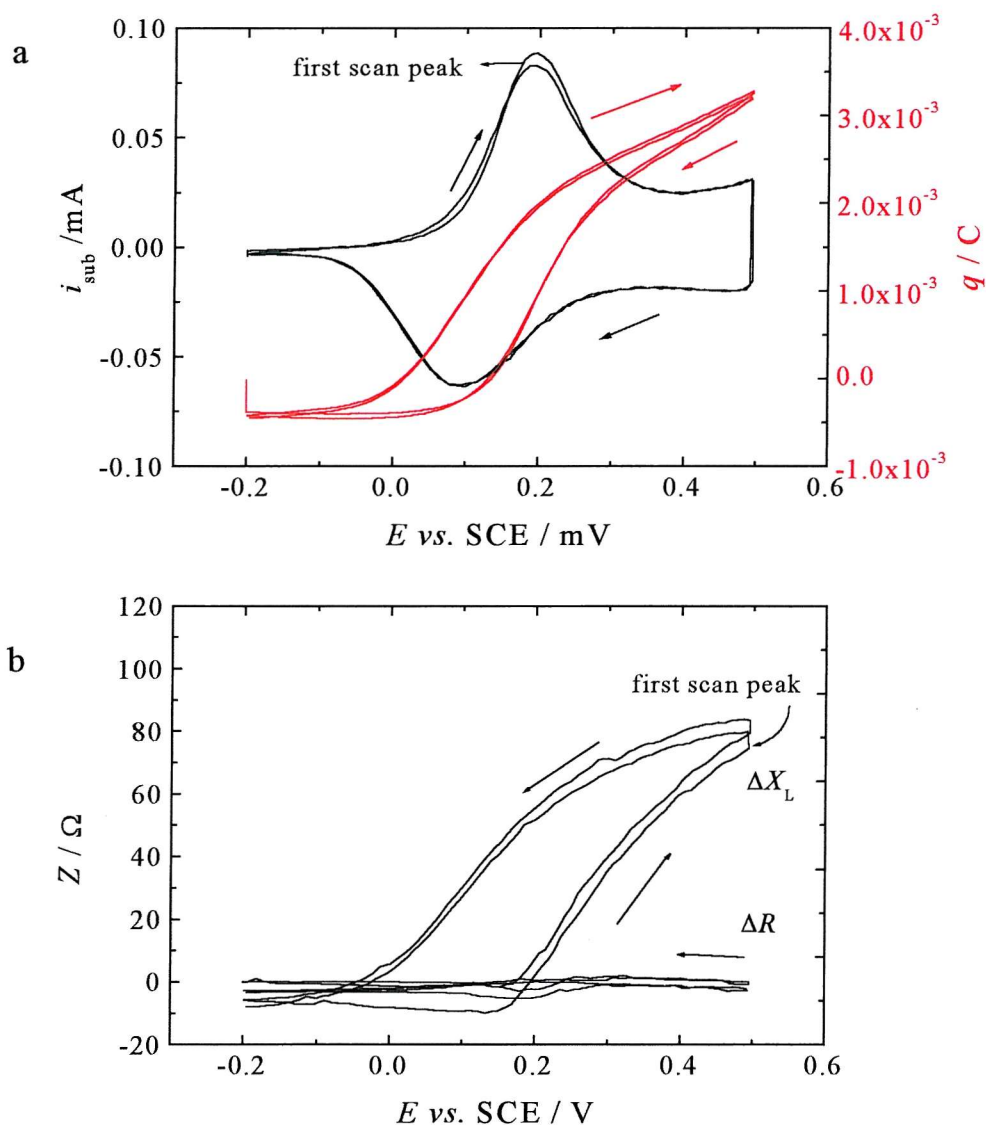 a
first scan peak
i_sub /mA
0.10
0.05
0.00
-0.05
-0.10
4.0x10⁻³
3.0x10⁻³
2.0x10⁻³
1.0x10⁻³
0.0
-1.0x10⁻³
q / C
-0.2 0.0 0.2 0.4 0.6
E vs. SCE / mV
b
first scan peak
Z / Ω
120
100
80
60
40
20
0
-20
ΔX_L
ΔR
-0.2 0.0 0.2 0.4 0.6
E vs. SCE / V